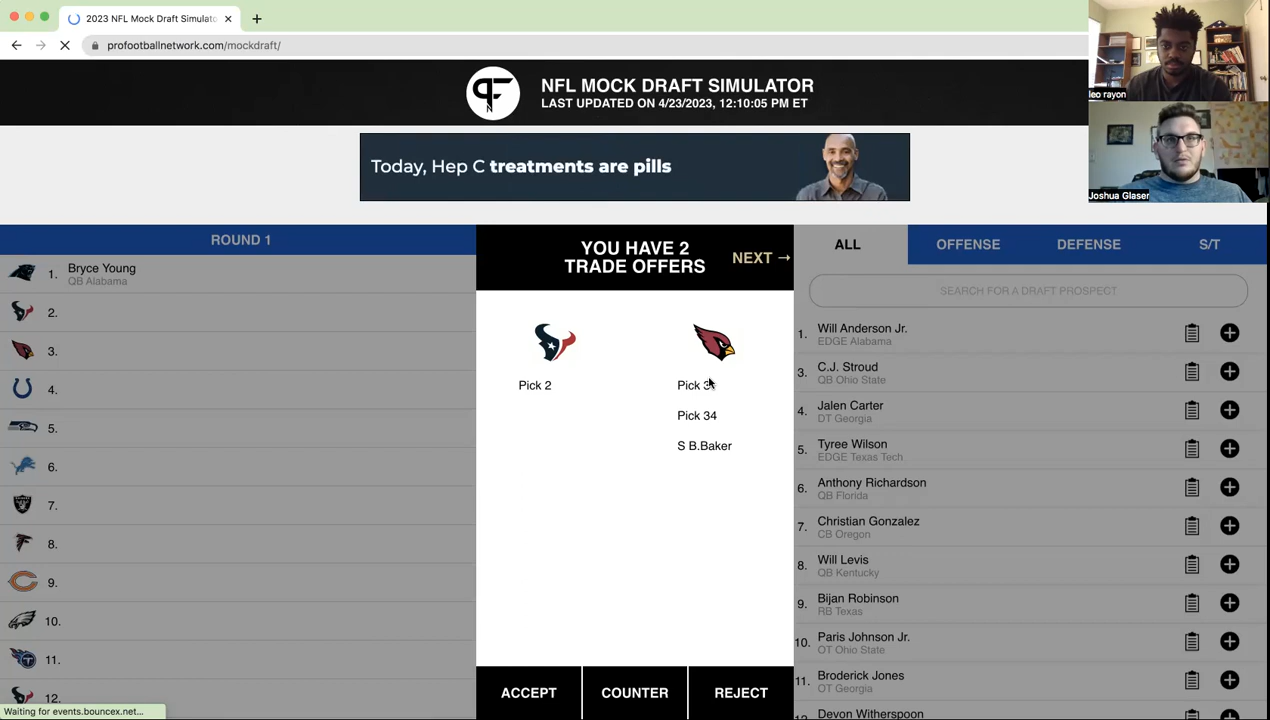 2023 NFL Mock Draft Simulato
profootballnetwork.com/mockdraft/
NFL MOCK DRAFT SIMULATOR
LAST UPDATED ON 4/23/2023, 12:10:05 PM ET
Today, Hep C treatments are pills
leo rayon
Joshua Glaser
ROUND 1
1. Bryce Young
QB Alabama
2.
3.
4.
5.
6.
7.
8.
9.
10.
11.
12.
YOU HAVE 2
TRADE OFFERS
NEXT →
Pick 2
Pick 3
Pick 34
S B.Baker
ACCEPT
COUNTER
REJECT
ALL
OFFENSE
DEFENSE
S/T
SEARCH FOR A DRAFT PROSPECT
1. Will Anderson Jr.
EDGE Alabama
3. C.J. Stroud
QB Ohio State
4. Jalen Carter
DT Georgia
5. Tyree Wilson
EDGE Texas Tech
6. Anthony Richardson
QB Florida
7. Christian Gonzalez
CB Oregon
8. Will Levis
QB Kentucky
9. Bijan Robinson
RB Texas
10. Paris Johnson Jr.
OT Ohio State
11. Broderick Jones
OT Georgia
Devon Witherspoon
Waiting for events.bouncex.net...